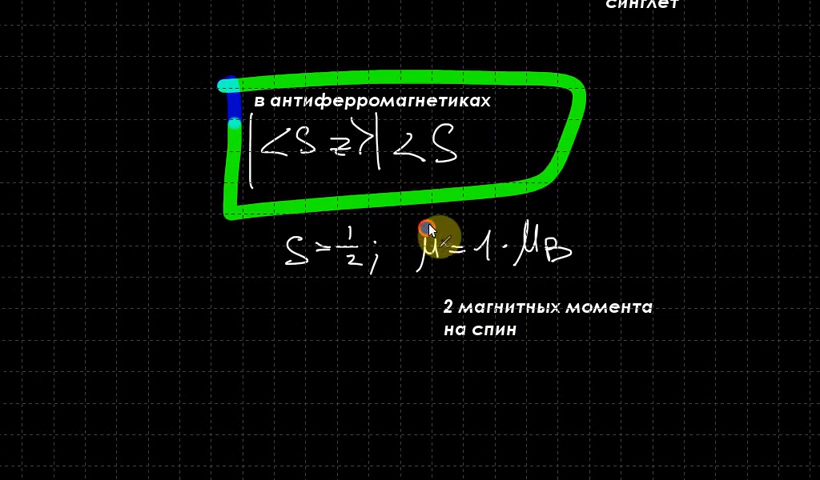 синглет
в антиферромагнетиках
|<S z>| < S
S = 1/2 ; μ = 1 · μB
2 магнитных момента
на спин